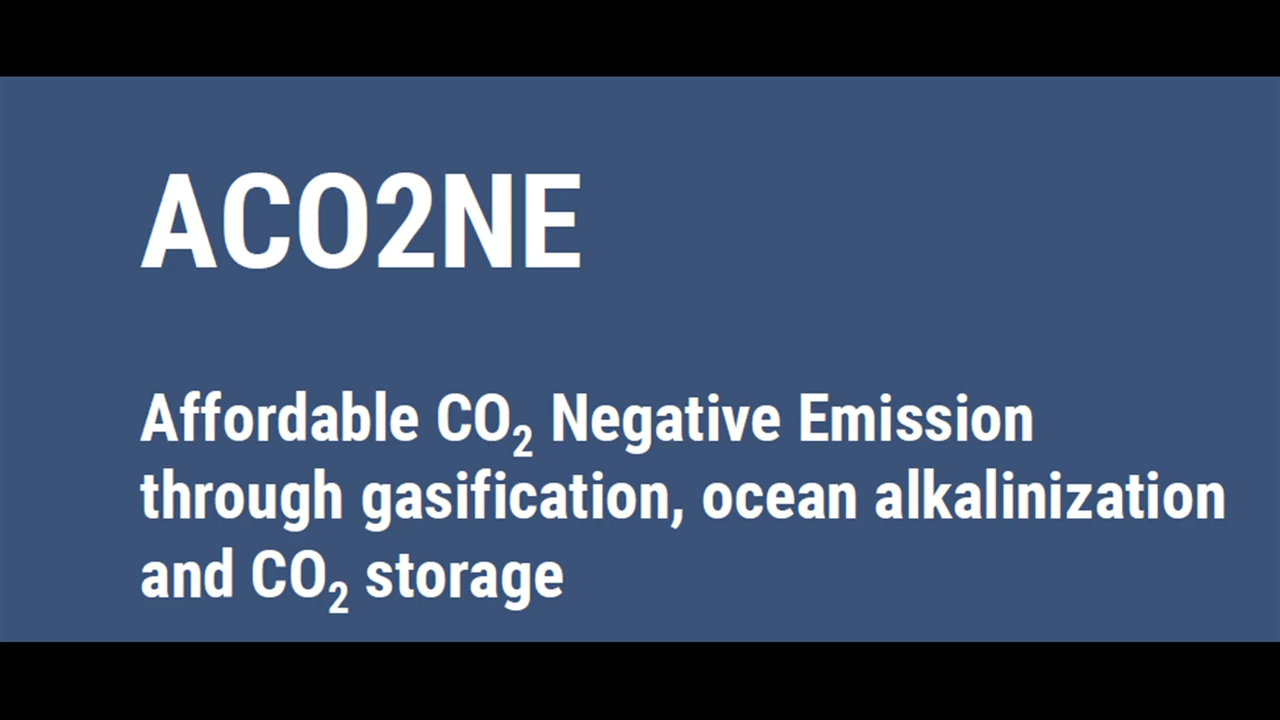 ACO2NE
Affordable CO₂ Negative Emission
through gasification, ocean alkalinization
and CO₂ storage